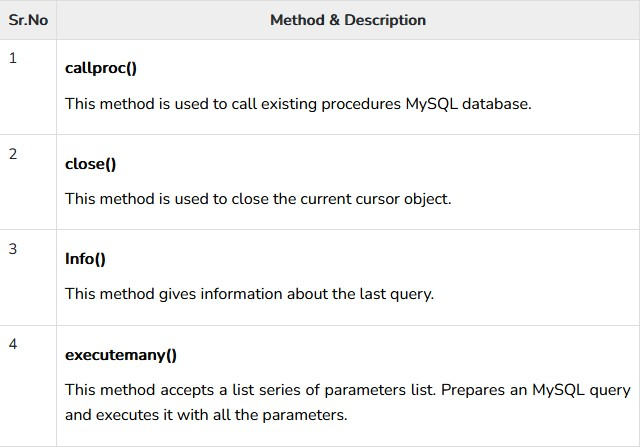 Sr.No Method & Description
1
callproc()
This method is used to call existing procedures MySQL database.
2
close()
This method is used to close the current cursor object.
3
Info()
This method gives information about the last query.
4
executemany()
This method accepts a list series of parameters list. Prepares an MySQL query
and executes it with all the parameters.